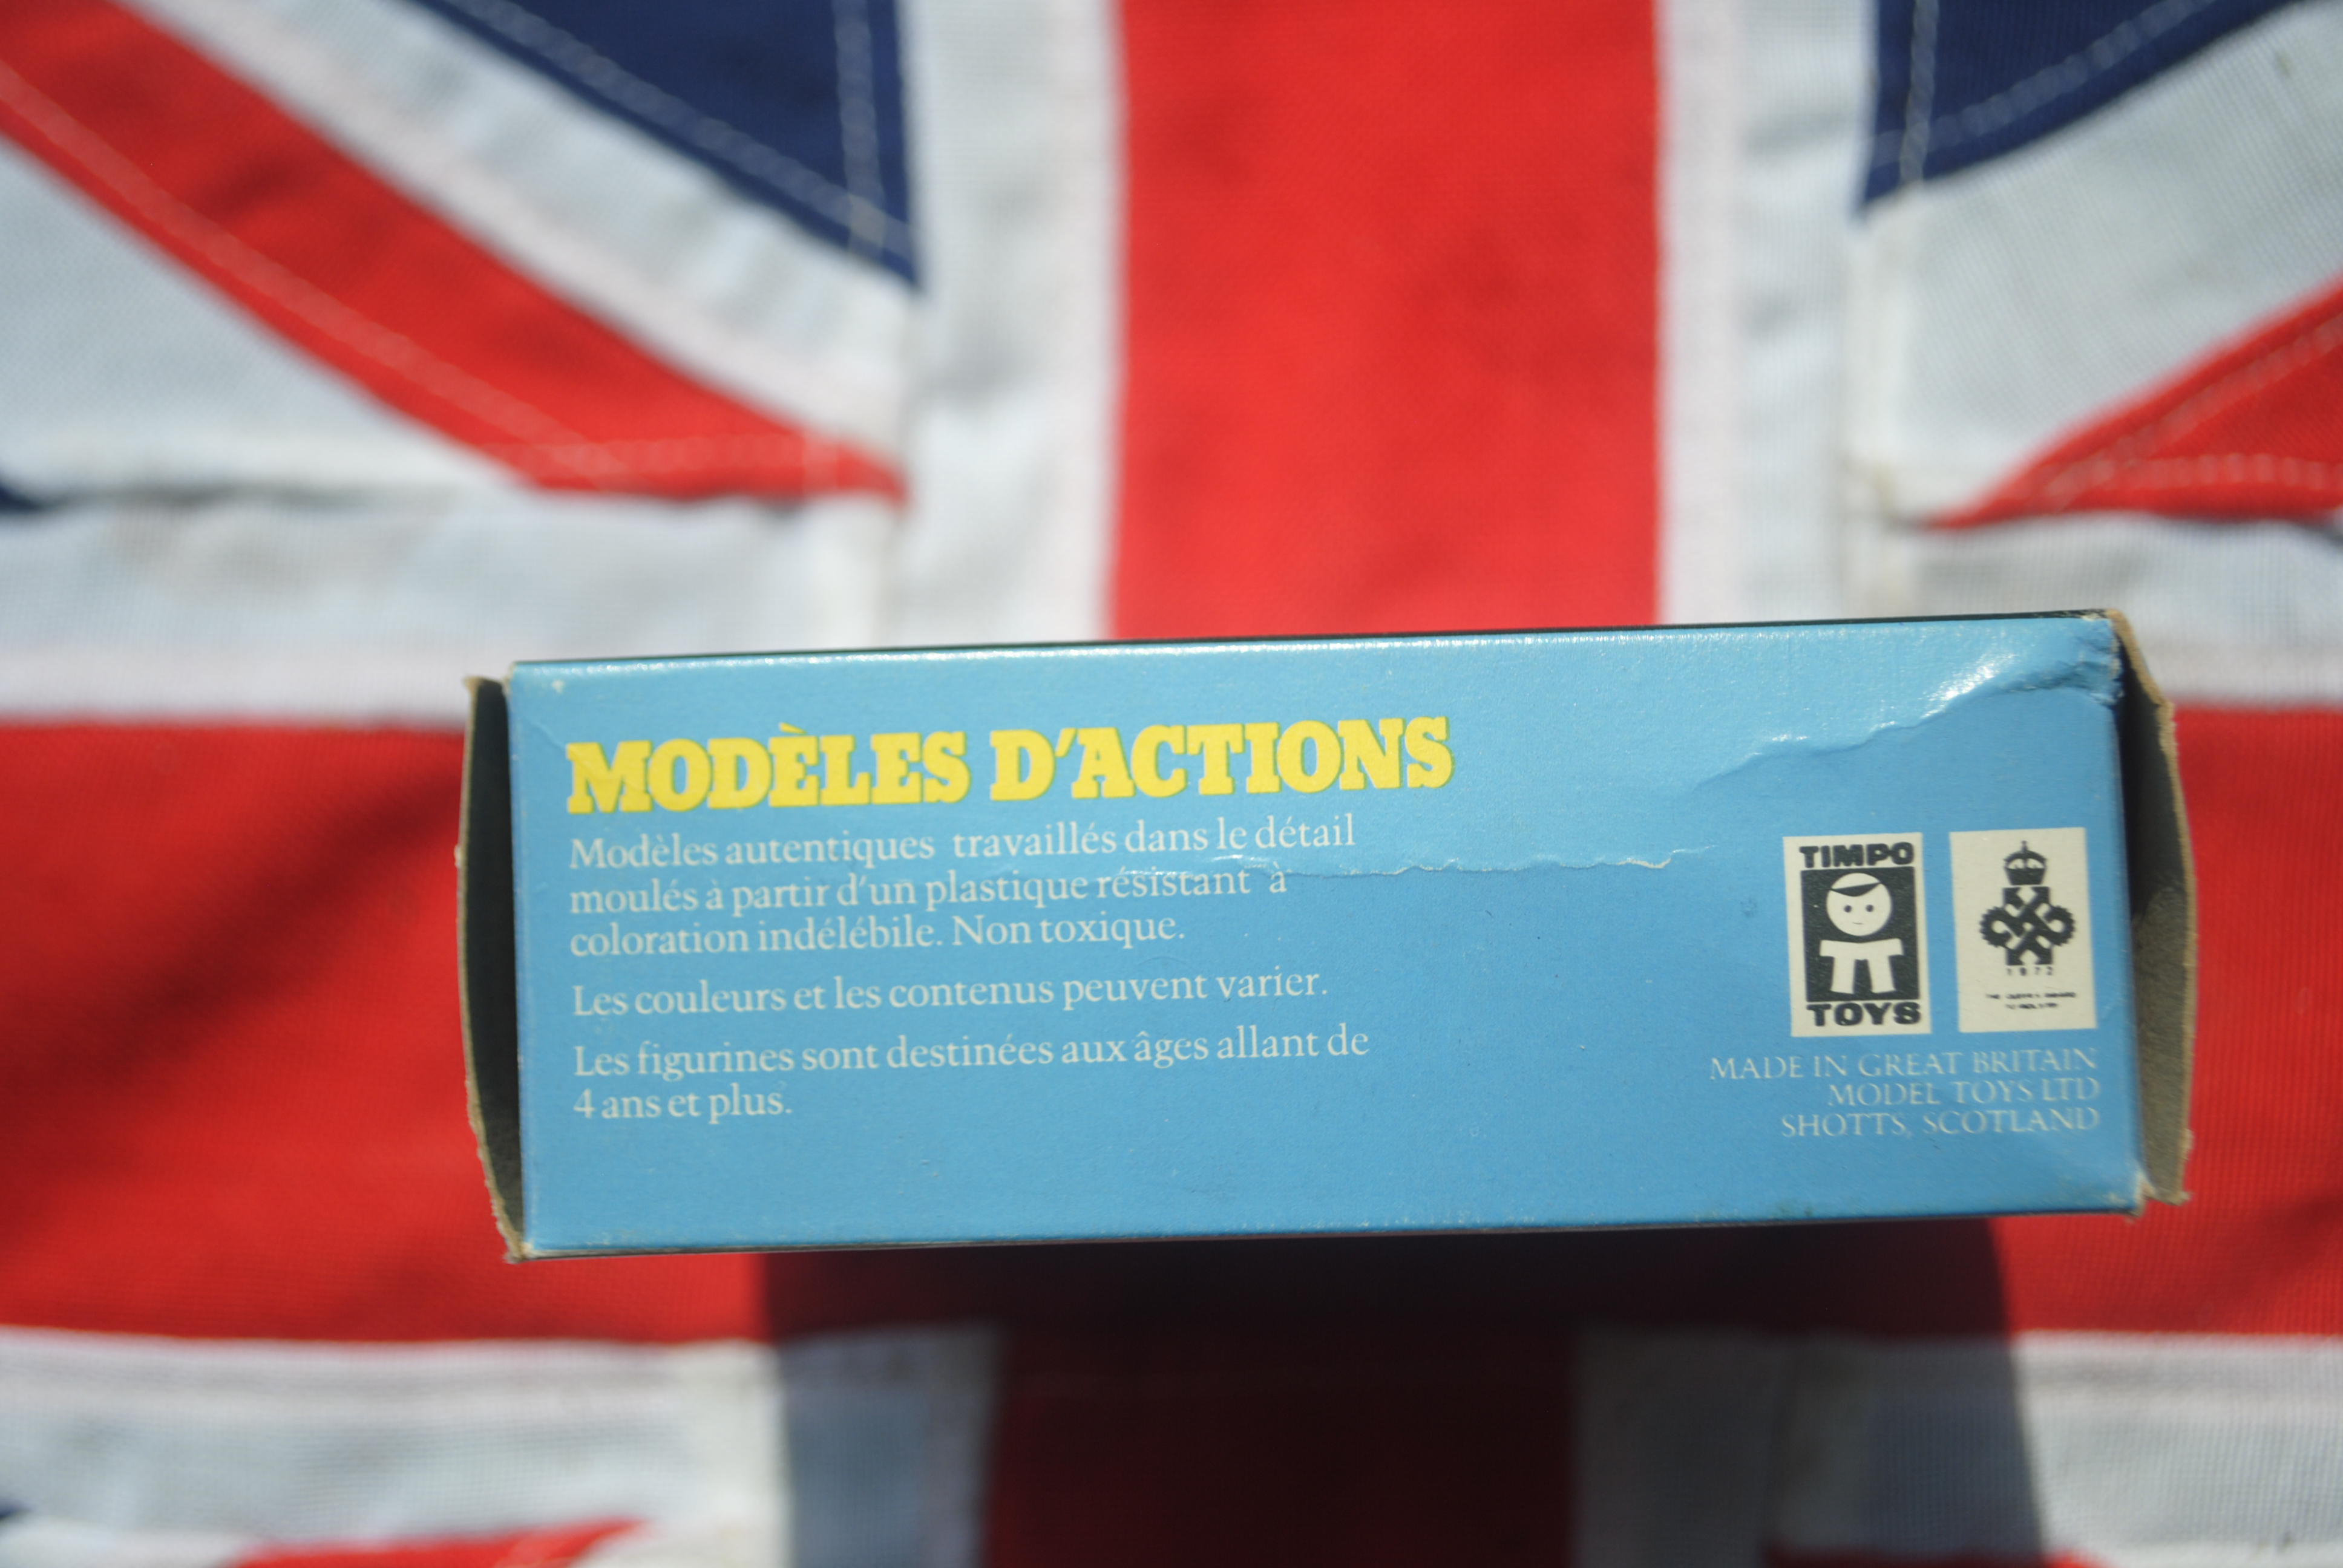 MODÈLES D'ACTIONS
Modèles autentiques travaillés dans le détail
moulés à partir d'un plastique résistant à
coloration indélébile. Non toxique.
Les couleurs et les contenus peuvent varier.
Les figurines sont destinées aux âges allant de
4 ans et plus.
TIMPO
TOYS
1972
MADE IN GREAT BRITAIN
MODEL TOYS LTD
SHOTTS, SCOTLAND